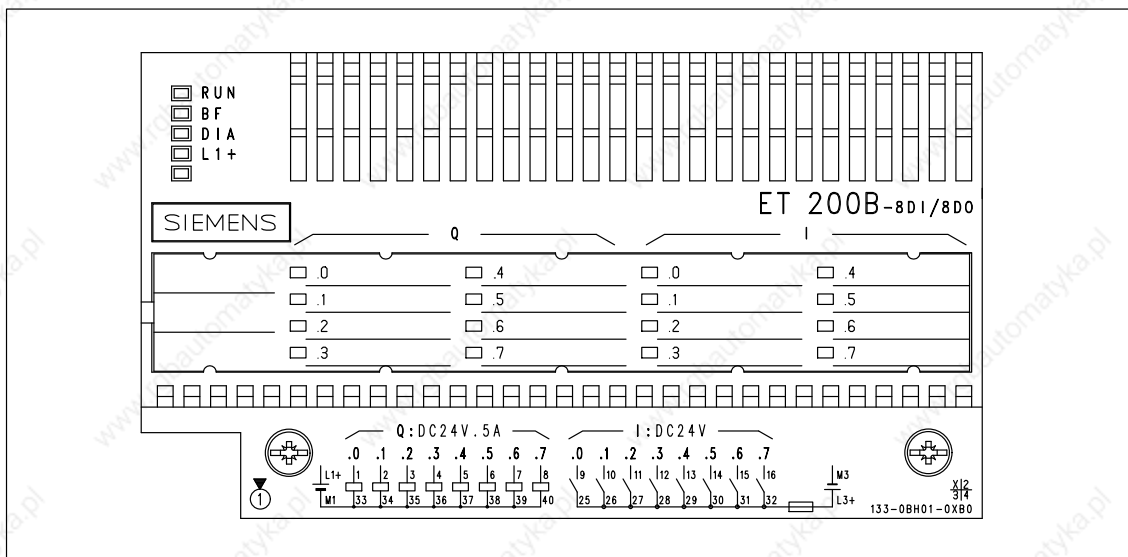 RUN
BF
DIA
L1+
ET 200B-8DI/8DO
SIEMENS
Q I
.0 .4 .0 .4
.1 .5 .1 .5
.2 .6 .2 .6
.3 .7 .3 .7
Q:DC24V.5A I:DC24V
.0 .1 .2 .3 .4 .5 .6 .7 .0 .1 .2 .3 .4 .5 .6 .7
L1+ 1 2 3 4 5 6 7 8 9 10 11 12 13 14 15 16 M3
M1 33 34 35 36 37 38 39 40 25 26 27 28 29 30 31 32 L3+
1
X 2
3 4
133-0BH01-0XB0
www.robautomatyka.pl